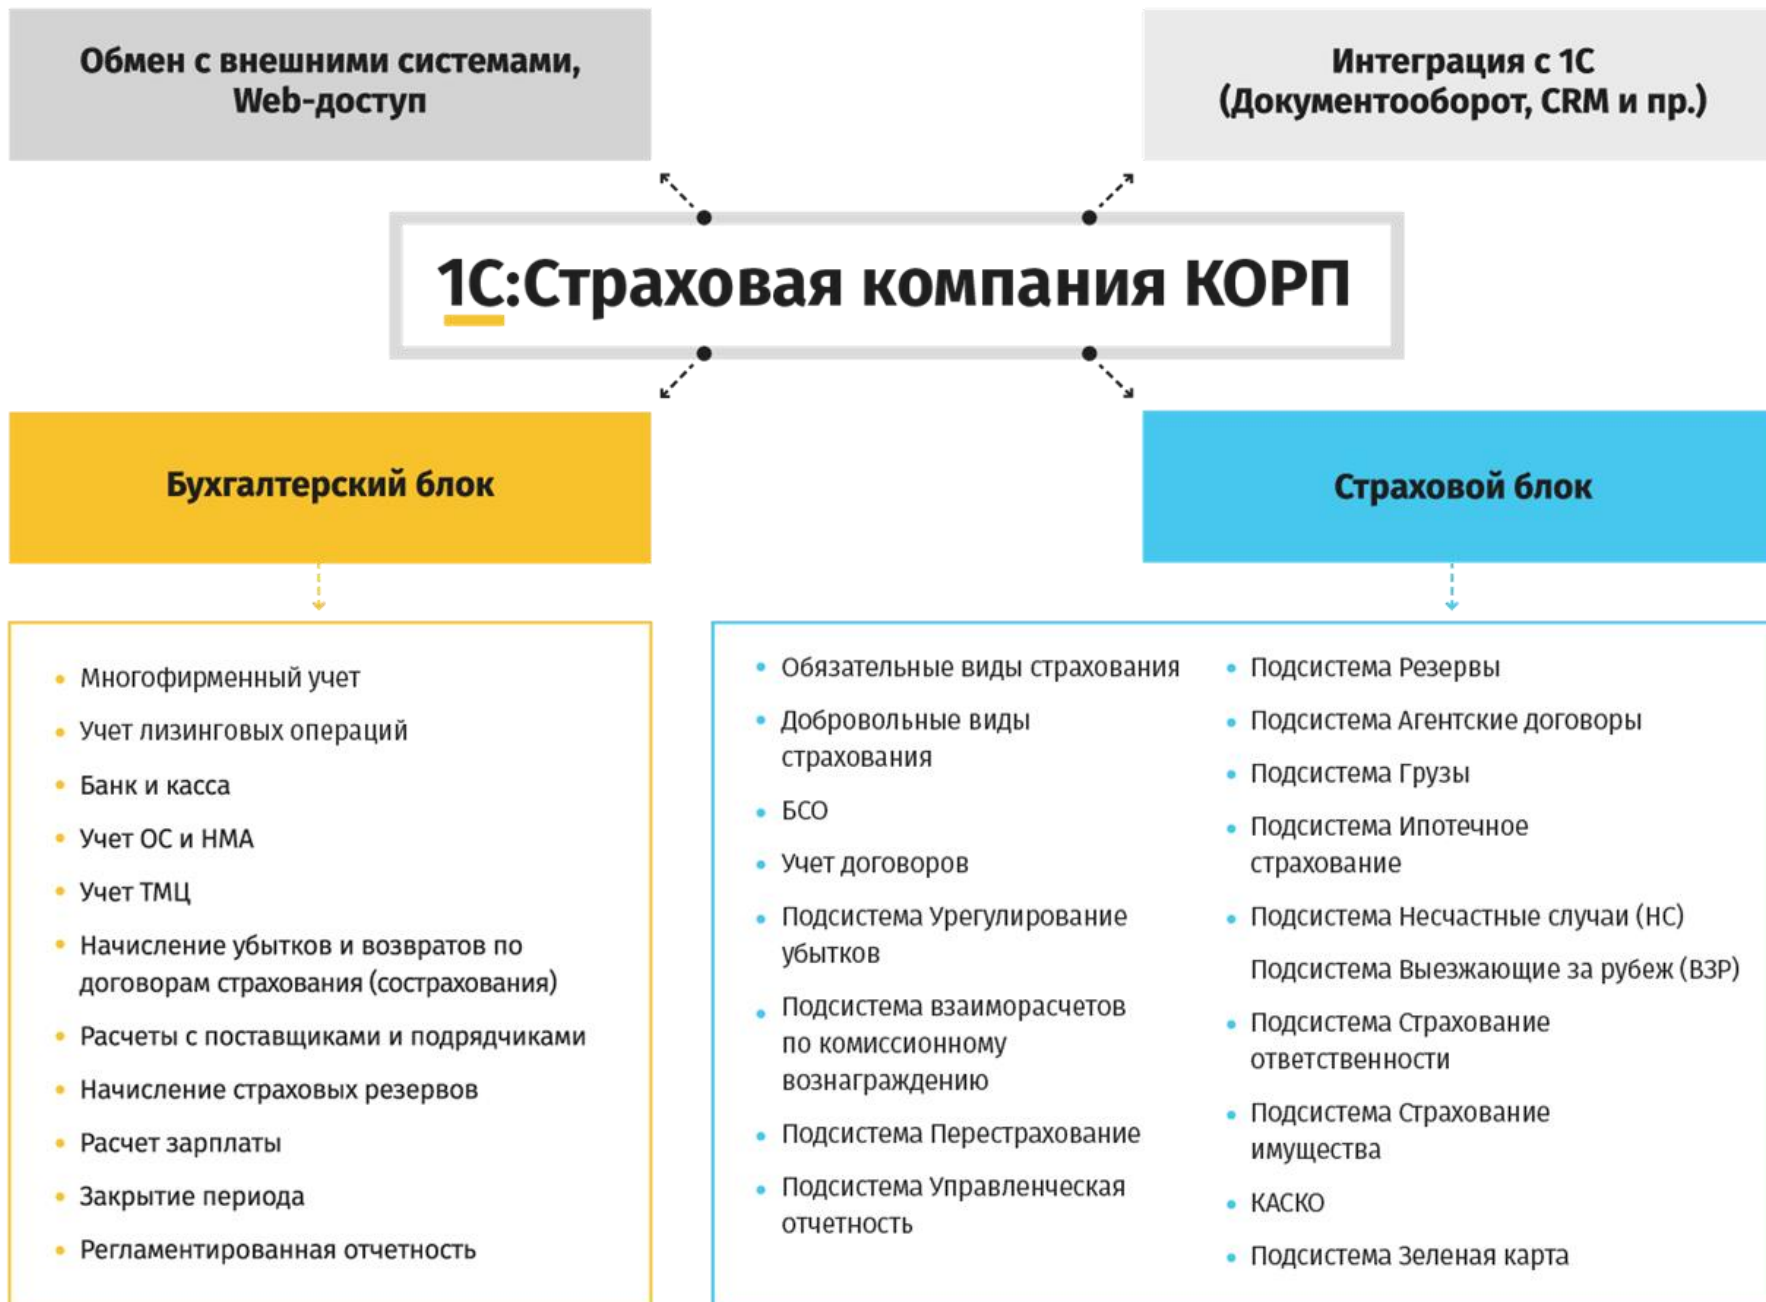 Обмен с внешними системами,
Web-доступ
Интеграция с 1С
(Документооборот, CRM и пр.)
1С:Страховая компания КОРП
Бухгалтерский блок
Страховой блок
Многофирменный учет
Учет лизинговых операций
Банк и касса
Учет ОС и НМА
Учет ТМЦ
Начисление убытков и возвратов по
договорам страхования (сострахования)
Расчеты с поставщиками и подрядчиками
Начисление страховых резервов
Расчет зарплаты
Закрытие периода
Регламентированная отчетность
Обязательные виды страхования
Добровольные виды
страхования
БСО
Учет договоров
Подсистема Урегулирование
убытков
Подсистема взаиморасчетов
по комиссионному
вознаграждению
Подсистема Перестрахование
Подсистема Управленческая
отчетность
Подсистема Резервы
Подсистема Агентские договоры
Подсистема Грузы
Подсистема Ипотечное
страхование
Подсистема Несчастные случаи (НС)
Подсистема Выезжающие за рубеж (ВЗР)
Подсистема Страхование
ответственности
Подсистема Страхование
имущества
КАСКО
Подсистема Зеленая карта